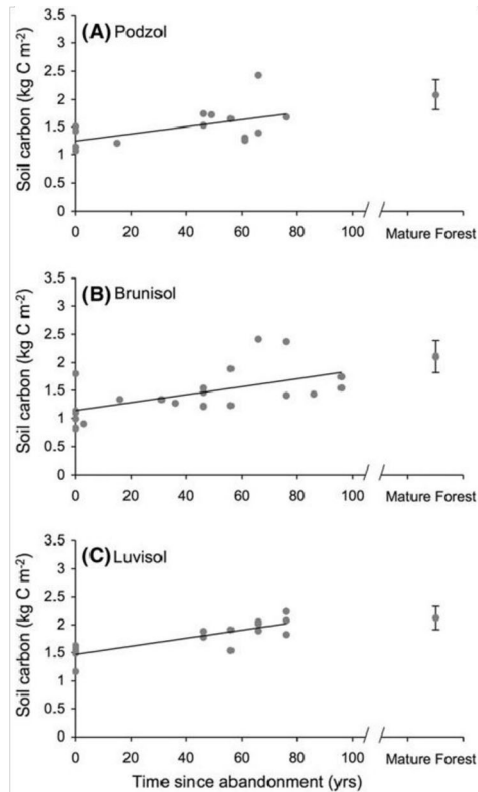 (A) Podzol
Soil carbon (kg C m-2)
3.5
3
2.5
2
1.5
1
0.5
0
0 20 40 60 80 100 Mature Forest
(B) Brunisol
Soil carbon (kg C m-2)
3.5
3
2.5
2
1.5
1
0.5
0
0 20 40 60 80 100 Mature Forest
(C) Luvisol
Soil carbon (kg C m-2)
3.5
3
2.5
2
1.5
1
0.5
0
0 20 40 60 80 100 Mature Forest
Time since abandonment (yrs)